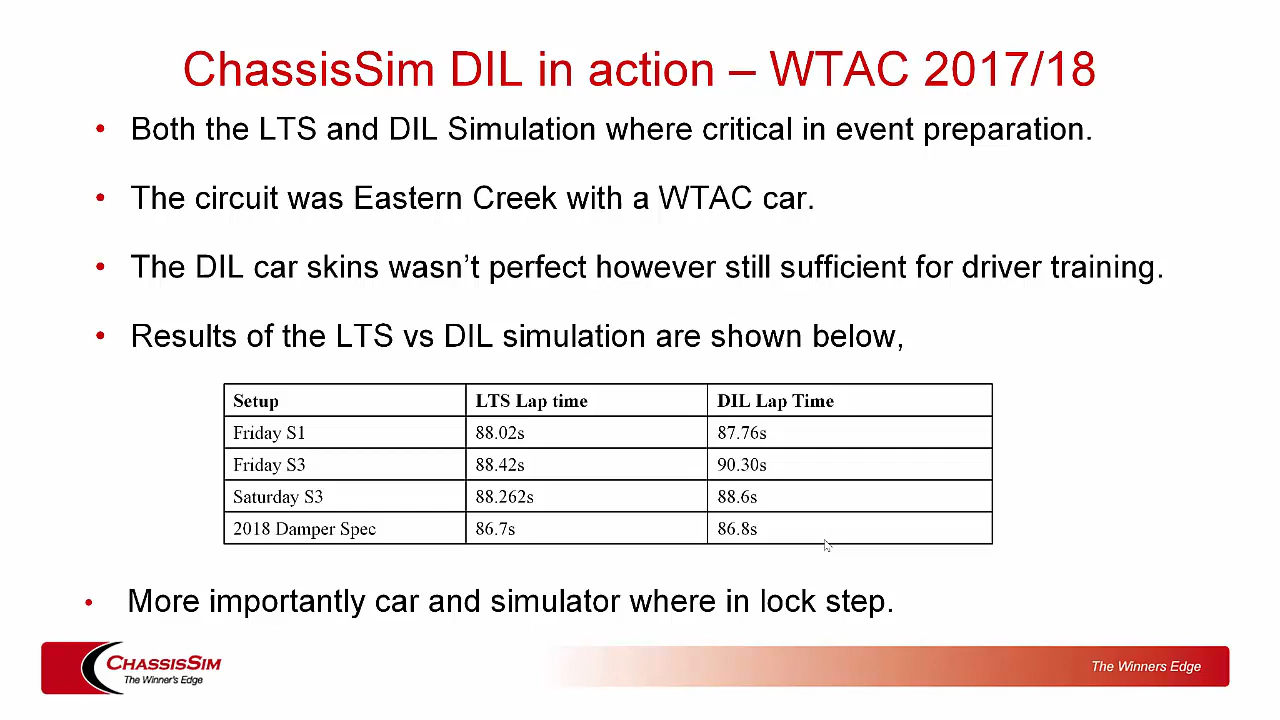 ChassisSim DIL in action – WTAC 2017/18
• Both the LTS and DIL Simulation where critical in event preparation.
• The circuit was Eastern Creek with a WTAC car.
• The DIL car skins wasn’t perfect however still sufficient for driver training.
• Results of the LTS vs DIL simulation are shown below,
Setup LTS Lap time DIL Lap Time
Friday S1 88.02s 87.76s
Friday S3 88.42s 90.30s
Saturday S3 88.262s 88.6s
2018 Damper Spec 86.7s 86.8s
• More importantly car and simulator where in lock step.
CHASSISSIM
The Winner's Edge
The Winners Edge